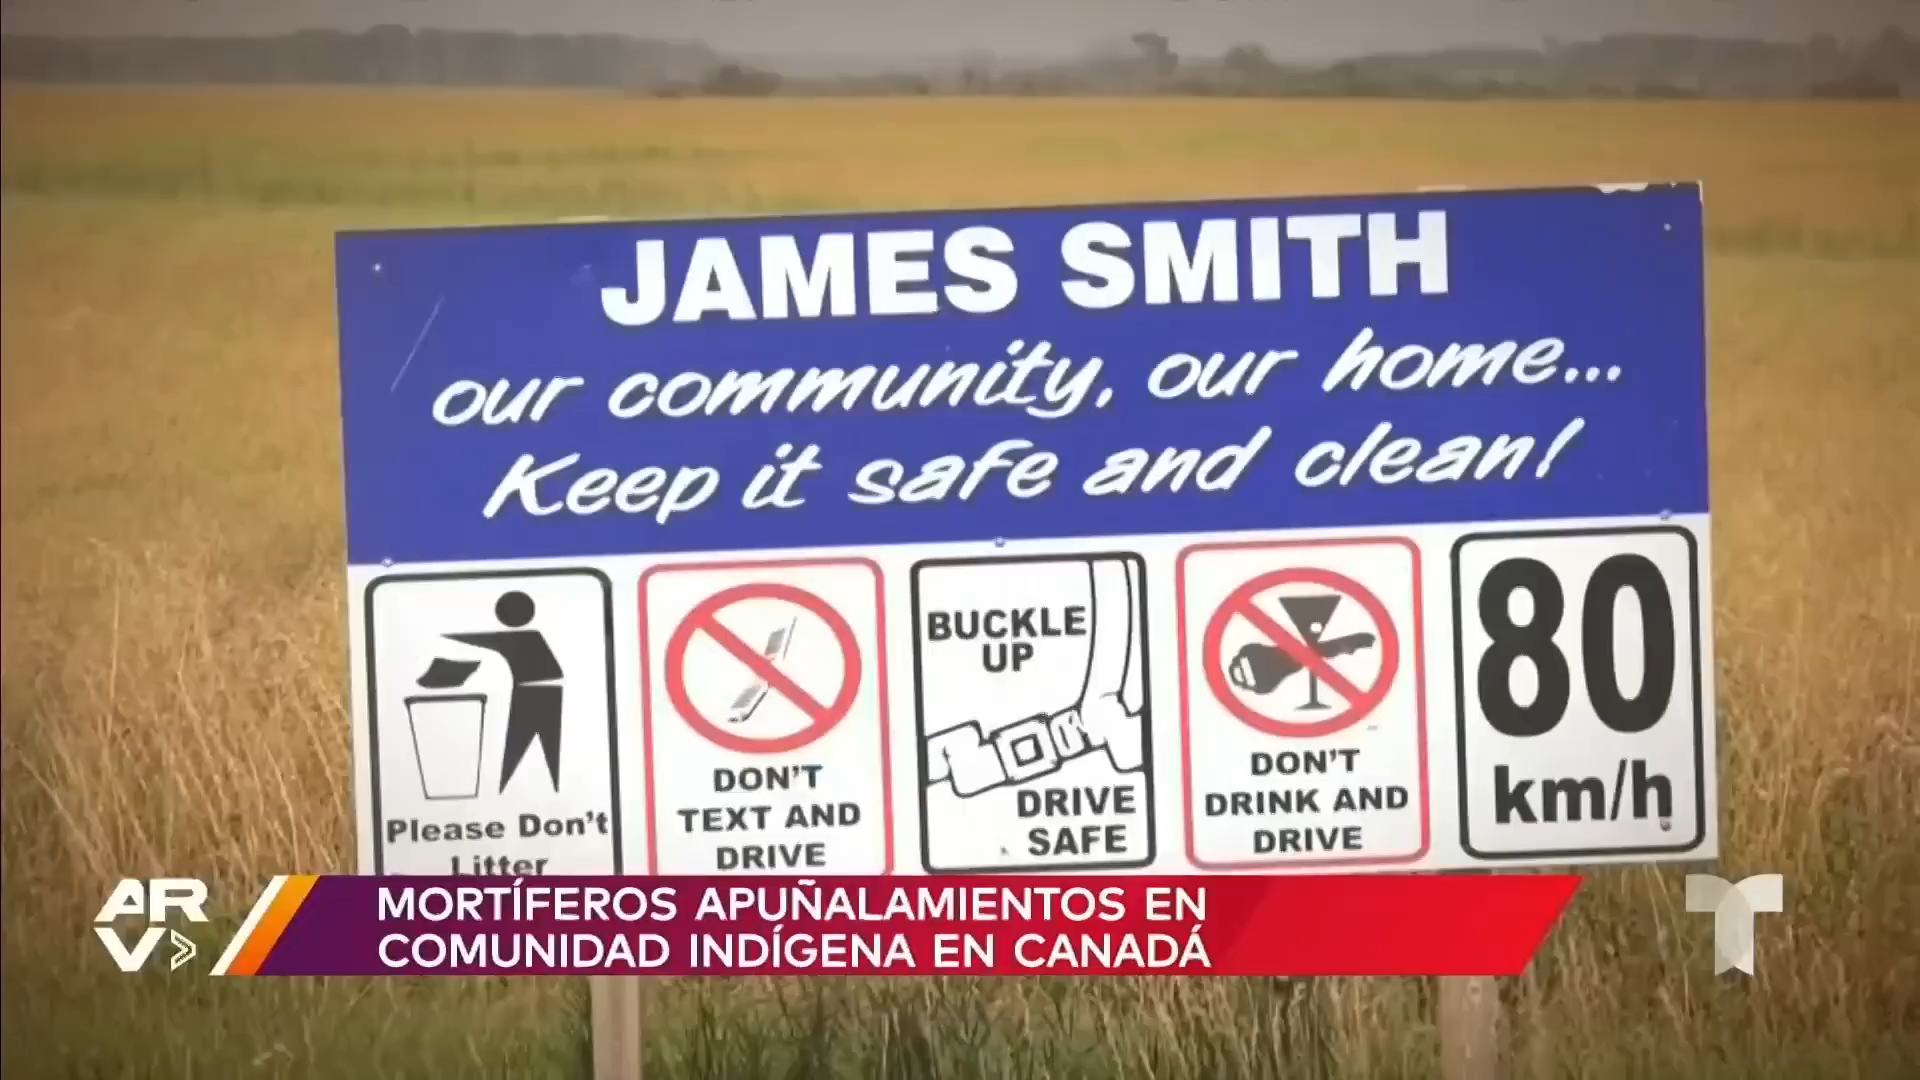 JAMES SMITH
our community, our home...
Keep it safe and clean!
Please Don't
Litter
DON'T
TEXT AND
DRIVE
BUCKLE
UP
DRIVE
SAFE
DON'T
DRINK AND
DRIVE
80
km/h
ARV
MORTÍFEROS APUÑALAMIENTOS EN
COMUNIDAD INDÍGENA EN CANADÁ
T